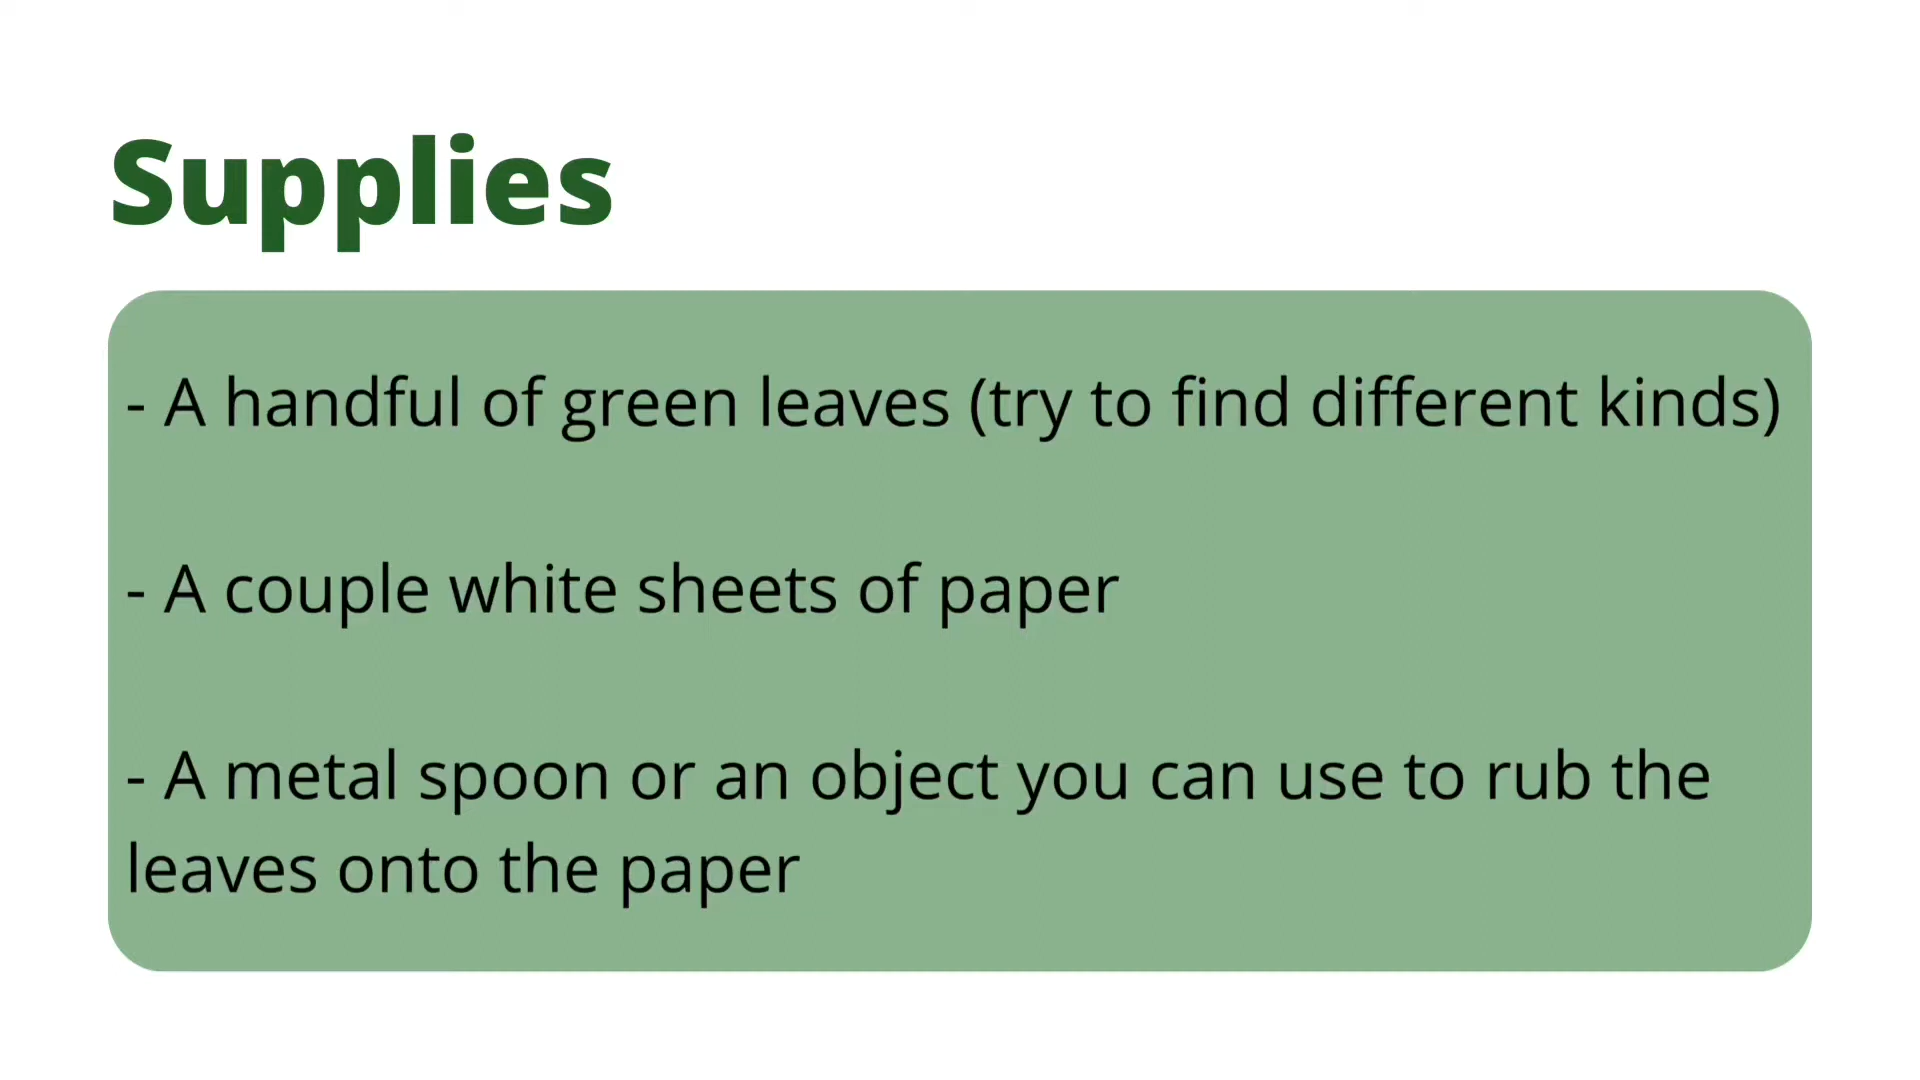 Supplies
- A handful of green leaves (try to find different kinds)
- A couple white sheets of paper
- A metal spoon or an object you can use to rub the
leaves onto the paper